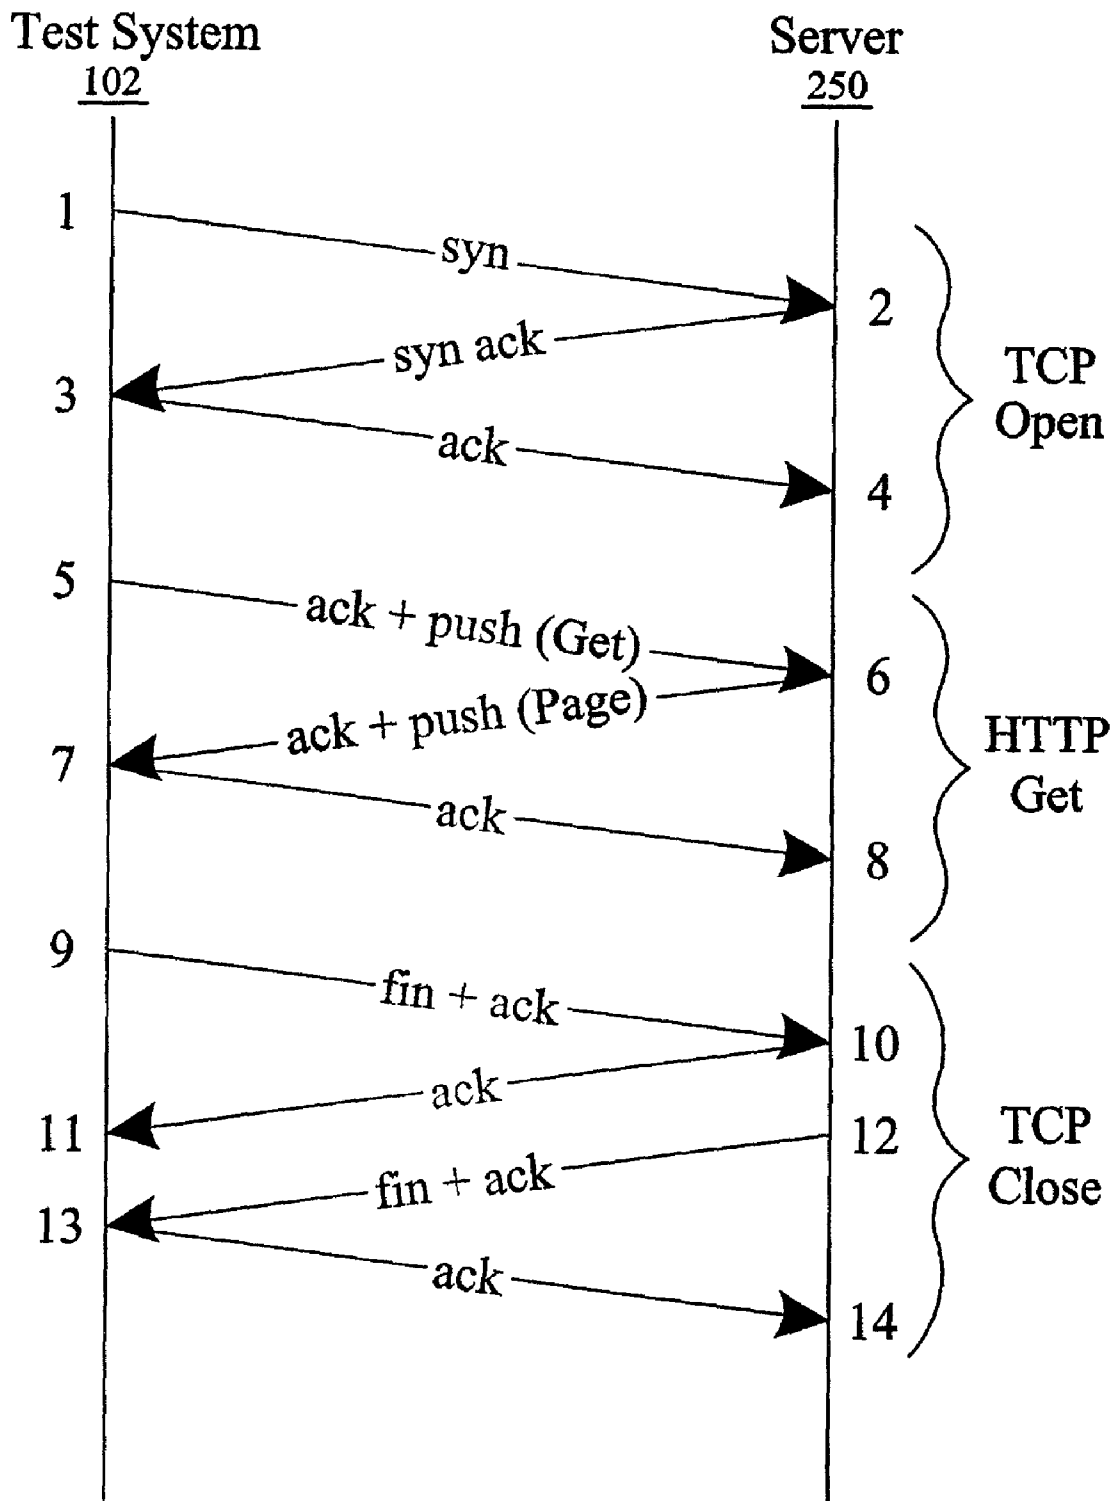 Test System
102
Server
250
1
syn
2
syn ack
3
ack
4
TCP
Open
5
ack + push (Get)
6
ack + push (Page)
7
ack
8
HTTP
Get
9
fin + ack
10
ack
11
12
fin + ack
13
ack
14
TCP
Close